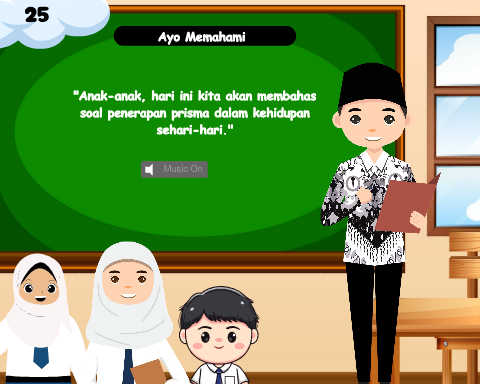 25
Ayo Memahami
"Anak-anak, hari ini kita akan membahas
soal penerapan prisma dalam kehidupan
sehari-hari."
Music On